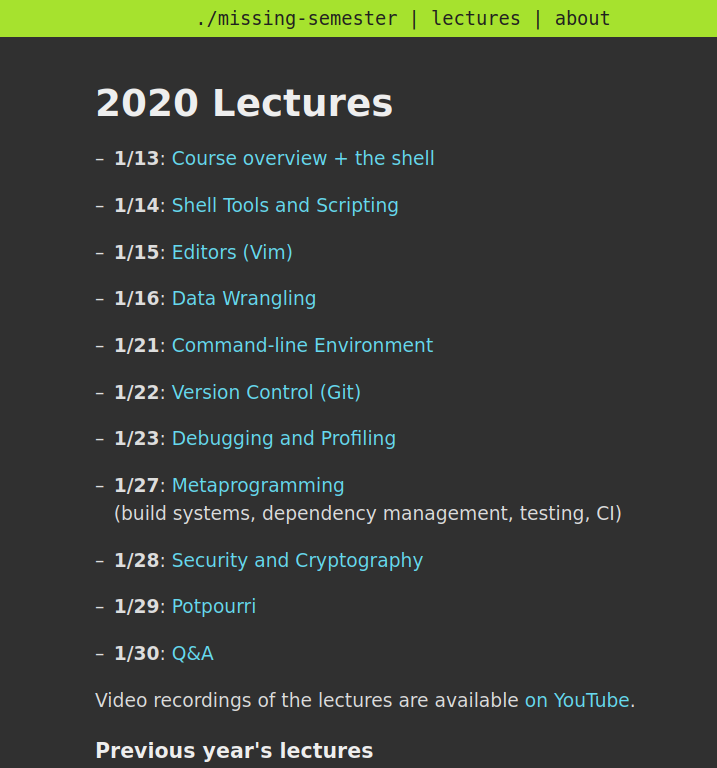 ./missing-semester | lectures | about
2020 Lectures
– 1/13: Course overview + the shell
– 1/14: Shell Tools and Scripting
– 1/15: Editors (Vim)
– 1/16: Data Wrangling
– 1/21: Command-line Environment
– 1/22: Version Control (Git)
– 1/23: Debugging and Profiling
– 1/27: Metaprogramming
(build systems, dependency management, testing, CI)
– 1/28: Security and Cryptography
– 1/29: Potpourri
– 1/30: Q&A
Video recordings of the lectures are available on YouTube.
Previous year's lectures